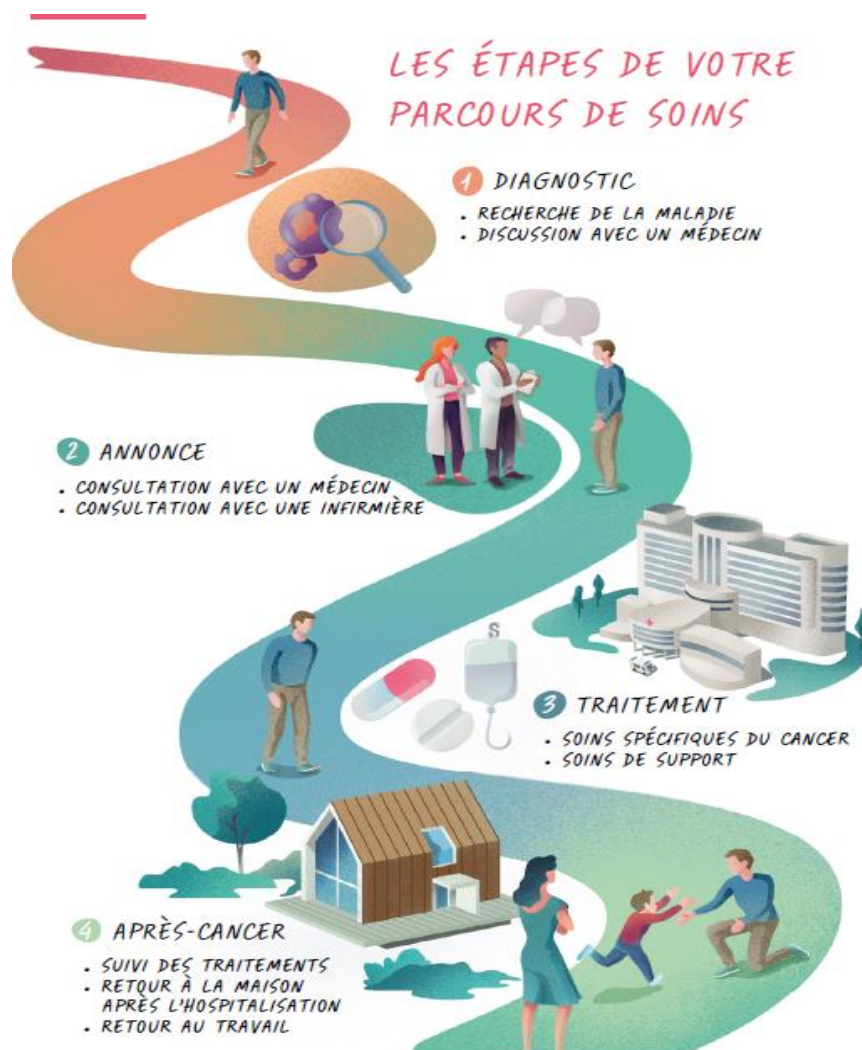 LES ÉTAPES DE VOTRE
PARCOURS DE SOINS
1 DIAGNOSTIC
. RECHERCHE DE LA MALADIE
. DISCUSSION AVEC UN MÉDECIN
2 ANNONCE
. CONSULTATION AVEC UN MÉDECIN
. CONSULTATION AVEC UNE INFIRMIÈRE
3 TRAITEMENT
. SOINS SPÉCIFIQUES DU CANCER
. SOINS DE SUPPORT
4 APRÈS-CANCER
. SUIVI DES TRAITEMENTS
. RETOUR À LA MAISON
APRÈS L'HOSPITALISATION
. RETOUR AU TRAVAIL